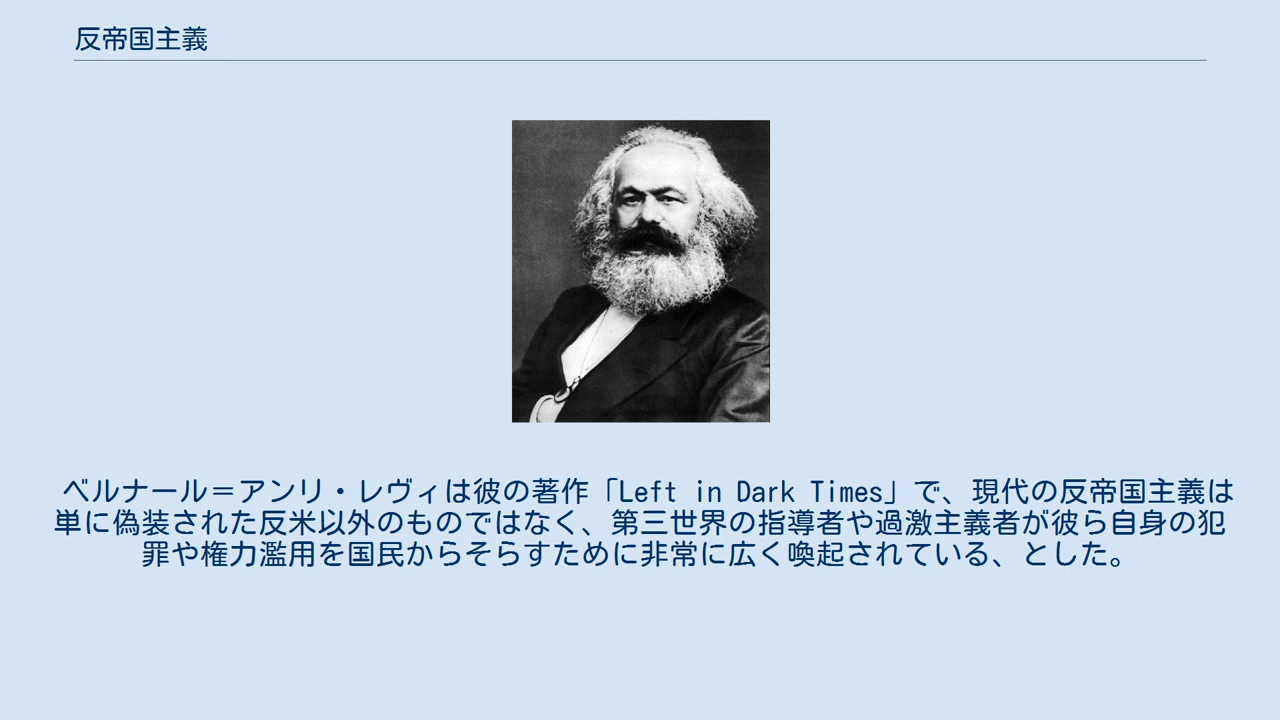 反帝国主義
ベルナール＝アンリ・レヴィは彼の著作「Left in Dark Times」で、現代の反帝国主義は
単に偽装された反米以外のものではなく、第三世界の指導者や過激主義者が彼ら自身の犯
罪や権力濫用を国民からそらすために非常に広く喚起されている、とした。